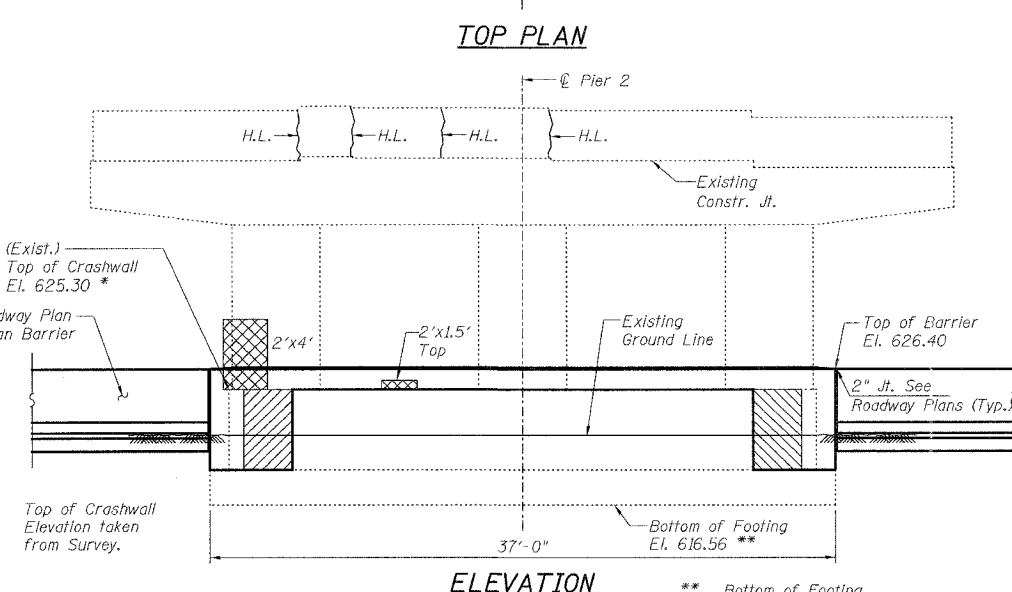 TOP PLAN
℄ Pier 2
H.L.
H.L.
H.L.
H.L.
Existing
Constr. Jt.
(Exist.)
Top of Crashwall
El. 625.30 *
Plan
Barrier
2'x4'
2'x1.5'
Top
Existing
Ground Line
Top of Barrier
El. 626.40
2" Jt. See
Roadway Plans (Typ.)
Top of Crashwall
Elevation taken
from Survey.
Bottom of Footing
El. 616.56 **
37'-0"
ELEVATION
** Bottom of Footing